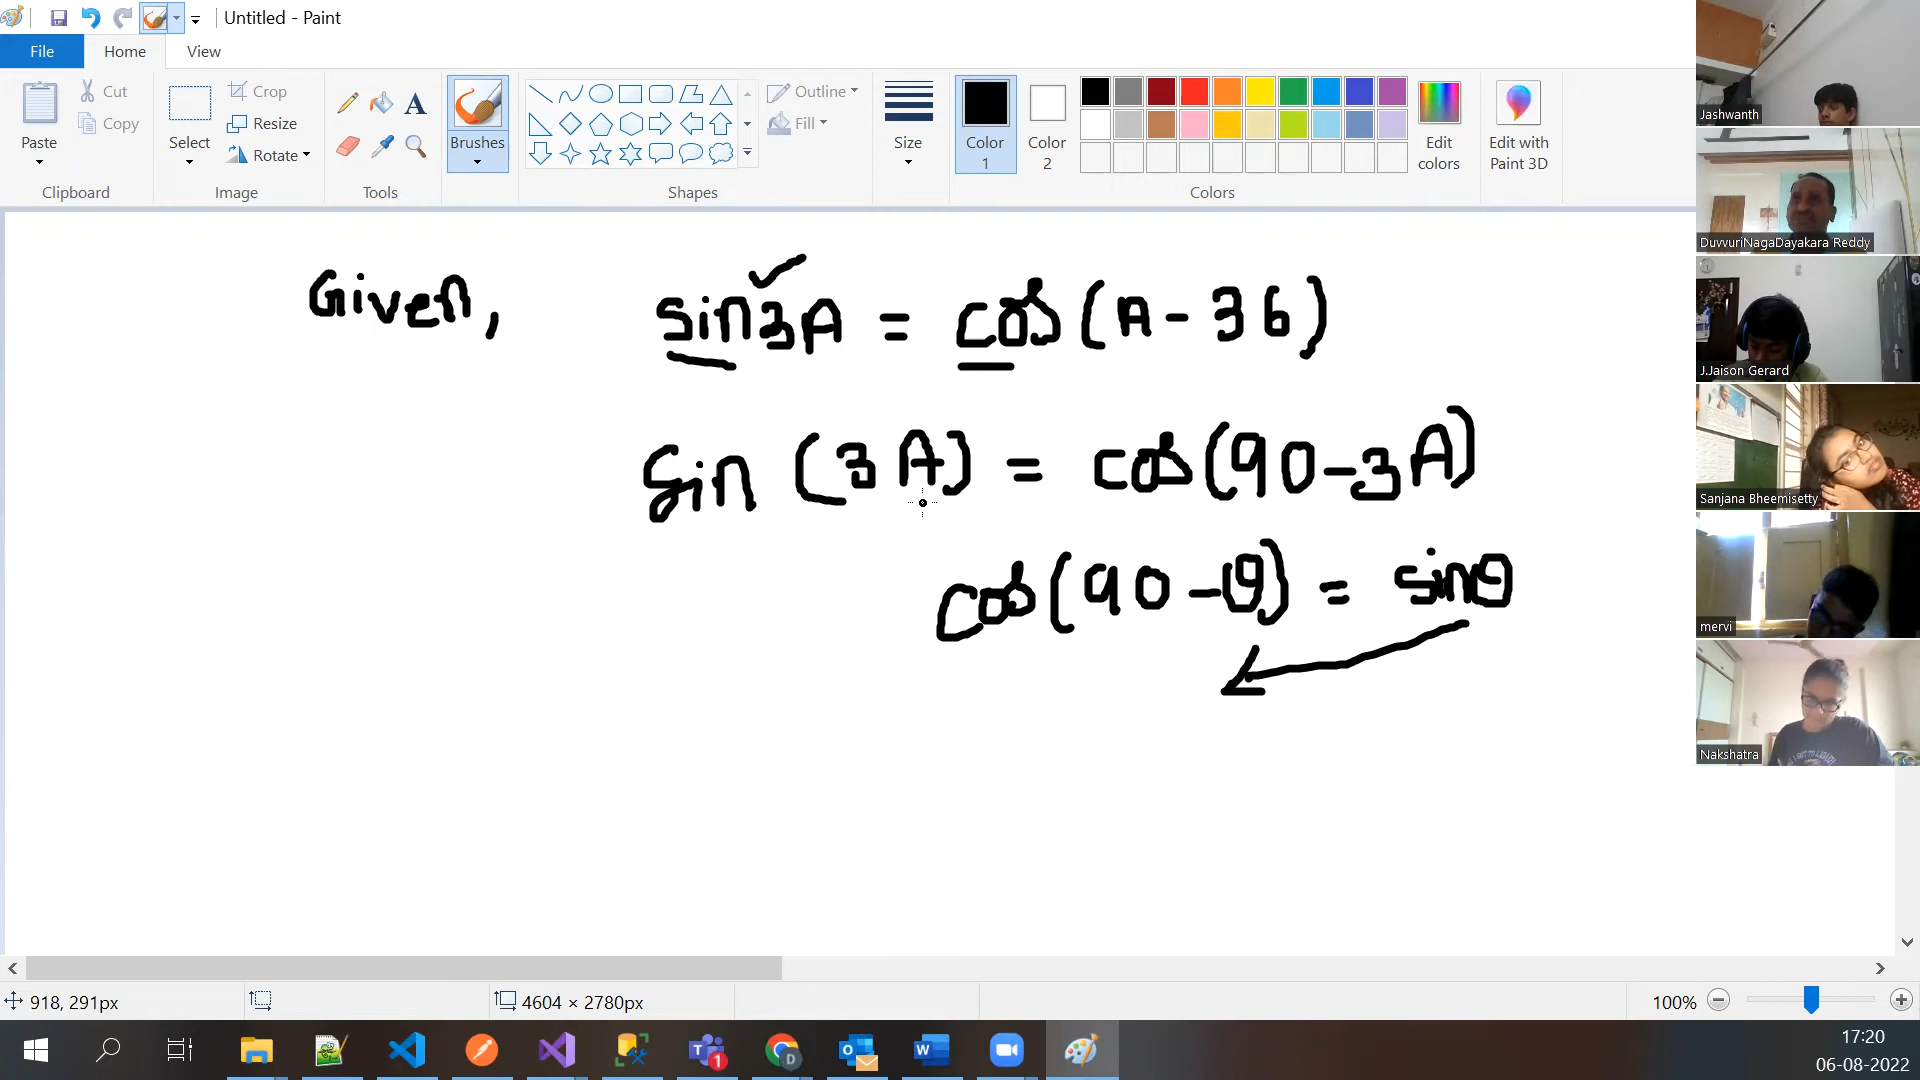 Untitled - Paint
File Home View
Paste Cut Copy Clipboard
Select Crop Resize Rotate Image
Tools
A
Brushes
Shapes
Outline Fill
Size
Color 1 Color 2
Edit colors
Edit with Paint 3D
Colors
Given, sin3A = cos(A-36)
sin (3A) = cos(90-3A)
cos(90-θ) = sinθ
Jashwanth
DuvvuriNagaDayakara Reddy
J.Jaison Gerard
Sanjana Bheemisetty
mervi
Nakshatra
918, 291px
4604 × 2780px
100%
17:20
06-08-2022